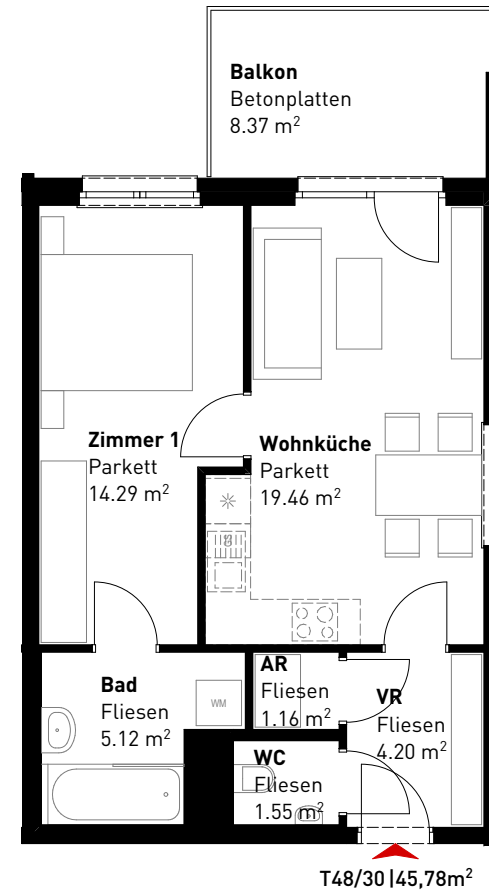 Balkon
Betonplatten
8.37 m²
Zimmer 1
Parkett
14.29 m²
Wohnküche
Parkett
19.46 m²
GS
Bad
Fliesen
5.12 m²
WM
AR
Fliesen
1.16 m²
VR
Fliesen
4.20 m²
WC
Fliesen
1.55 m²
T48/30 |45,78m²